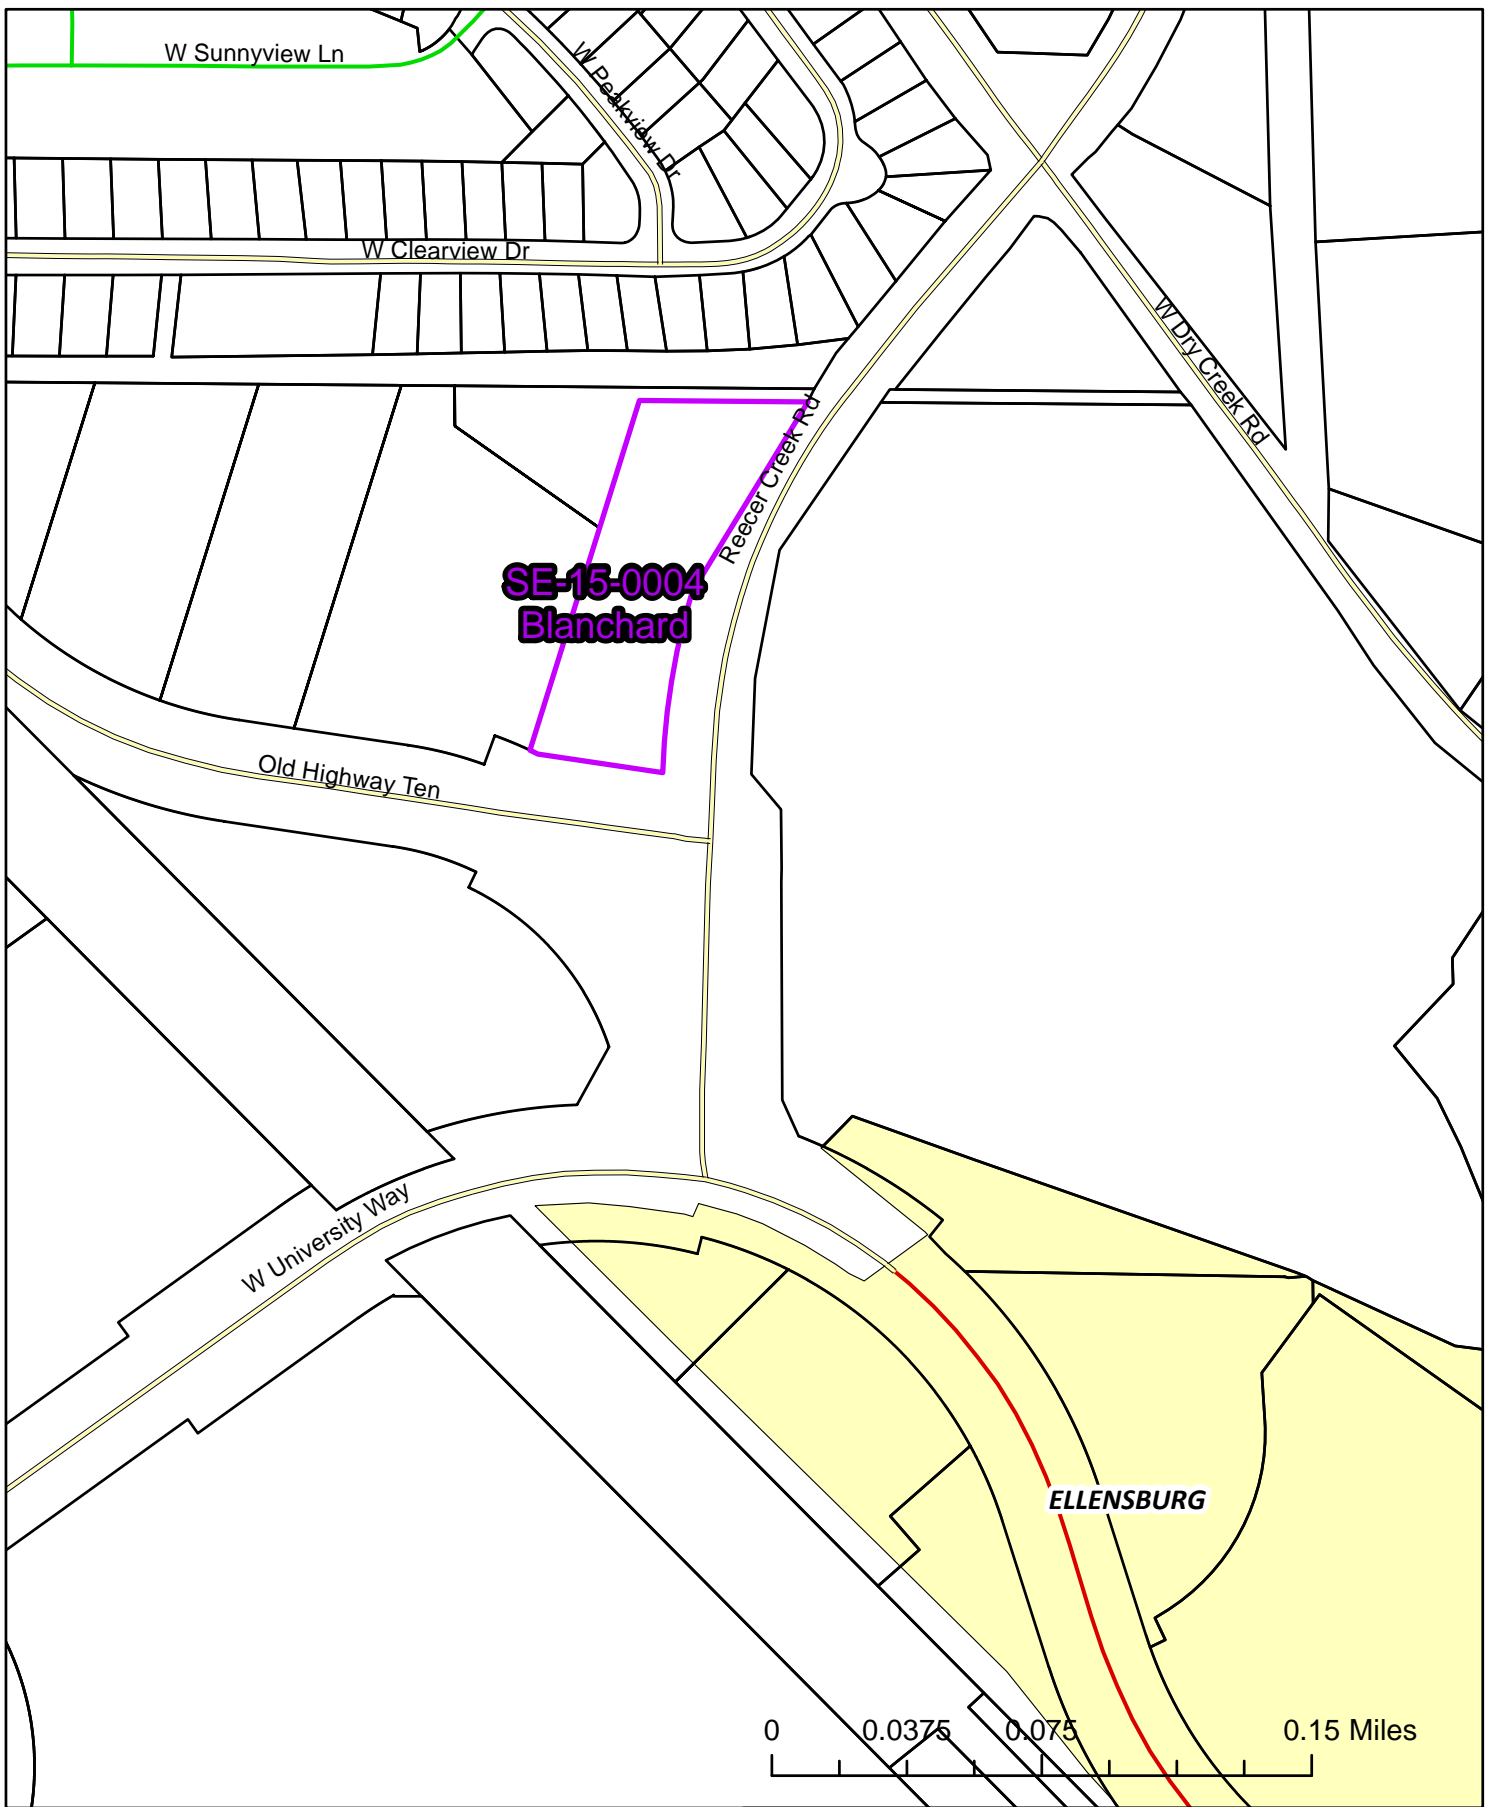 W Sunnyview Ln
W Peakview Dr
W Clearview Dr
W Dry Creek Rd
Reecer Creek Rd
SE-15-0004
Blanchard
Old Highway Ten
W University Way
ELLENSBURG
0 0.0375 0.075 0.15 Miles